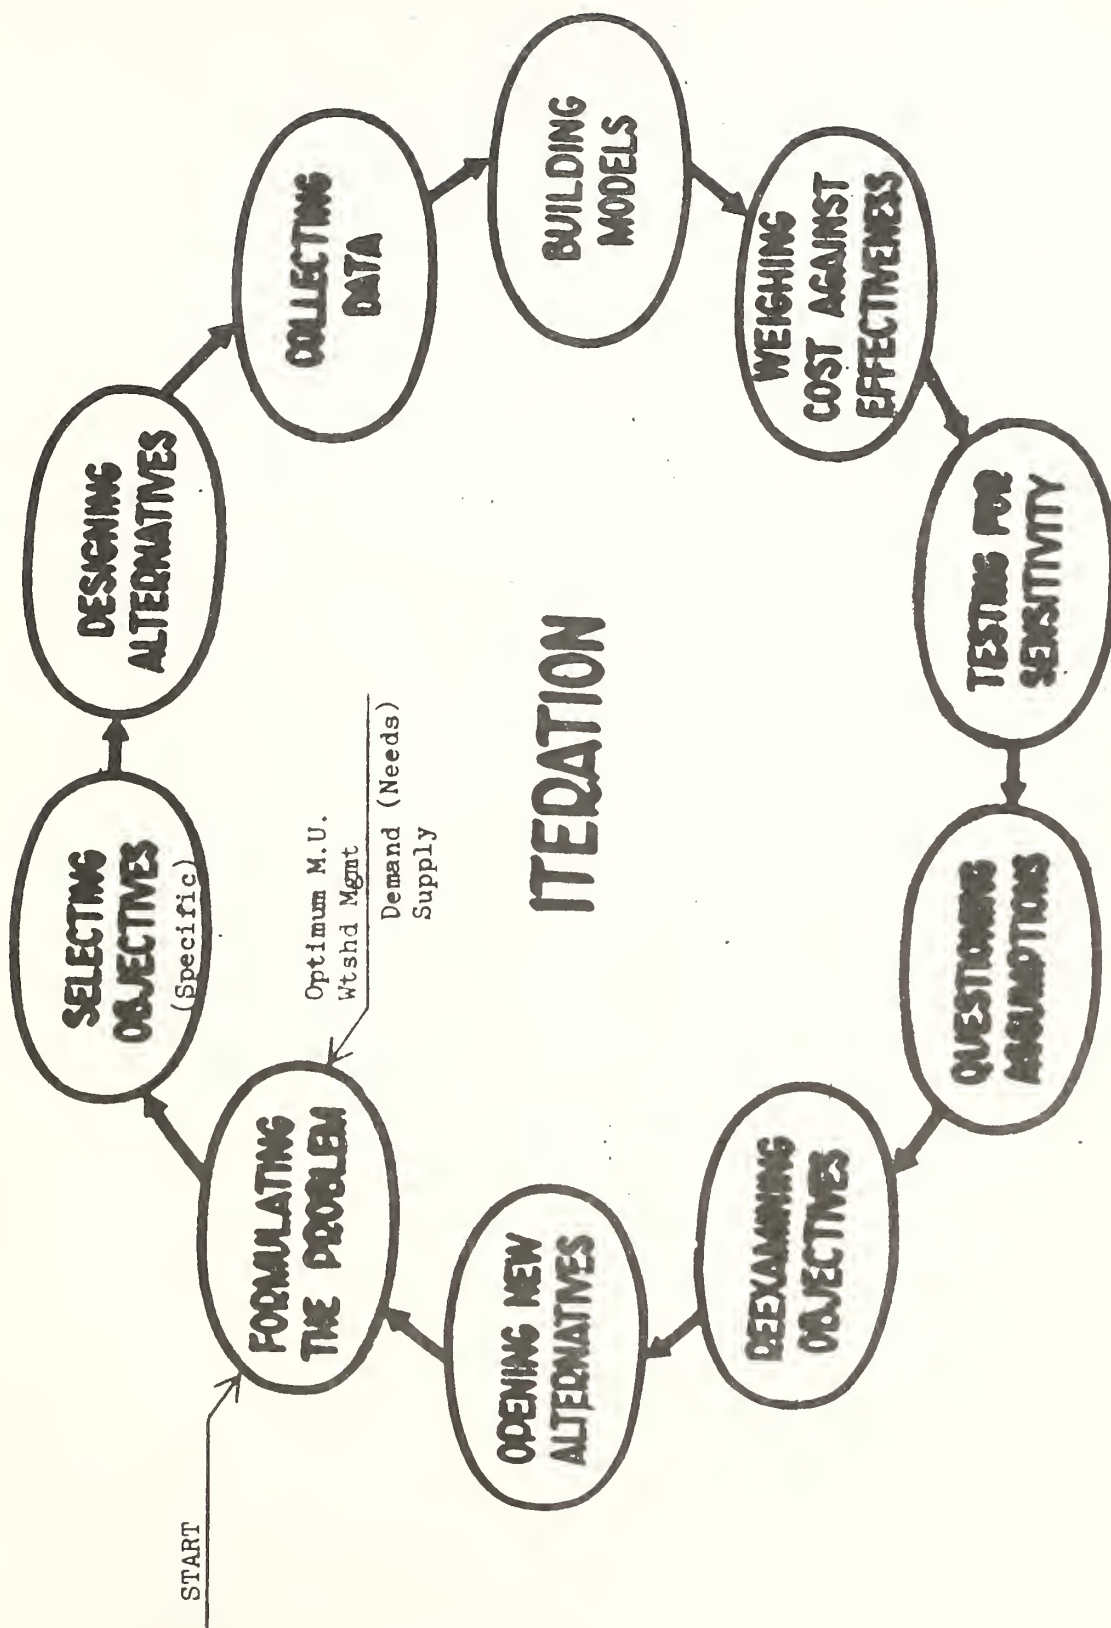 START
FORMULATING
THE PROBLEM
Optimum M.U.
Wtshd Mgmt
Demand (Needs)
Supply
SELECTING
OBJECTIVES
(Specific)
DESIGNING
ALTERNATIVES
COLLECTING
DATA
BUILDING
MODELS
WEIGHING
COST AGAINST
EFFECTIVENESS
TESTING FOR
SENSITIVITY
QUESTIONING
ASSUMPTIONS
REEXAMINING
OBJECTIVES
OPENING NEW
ALTERNATIVES
ITERATION